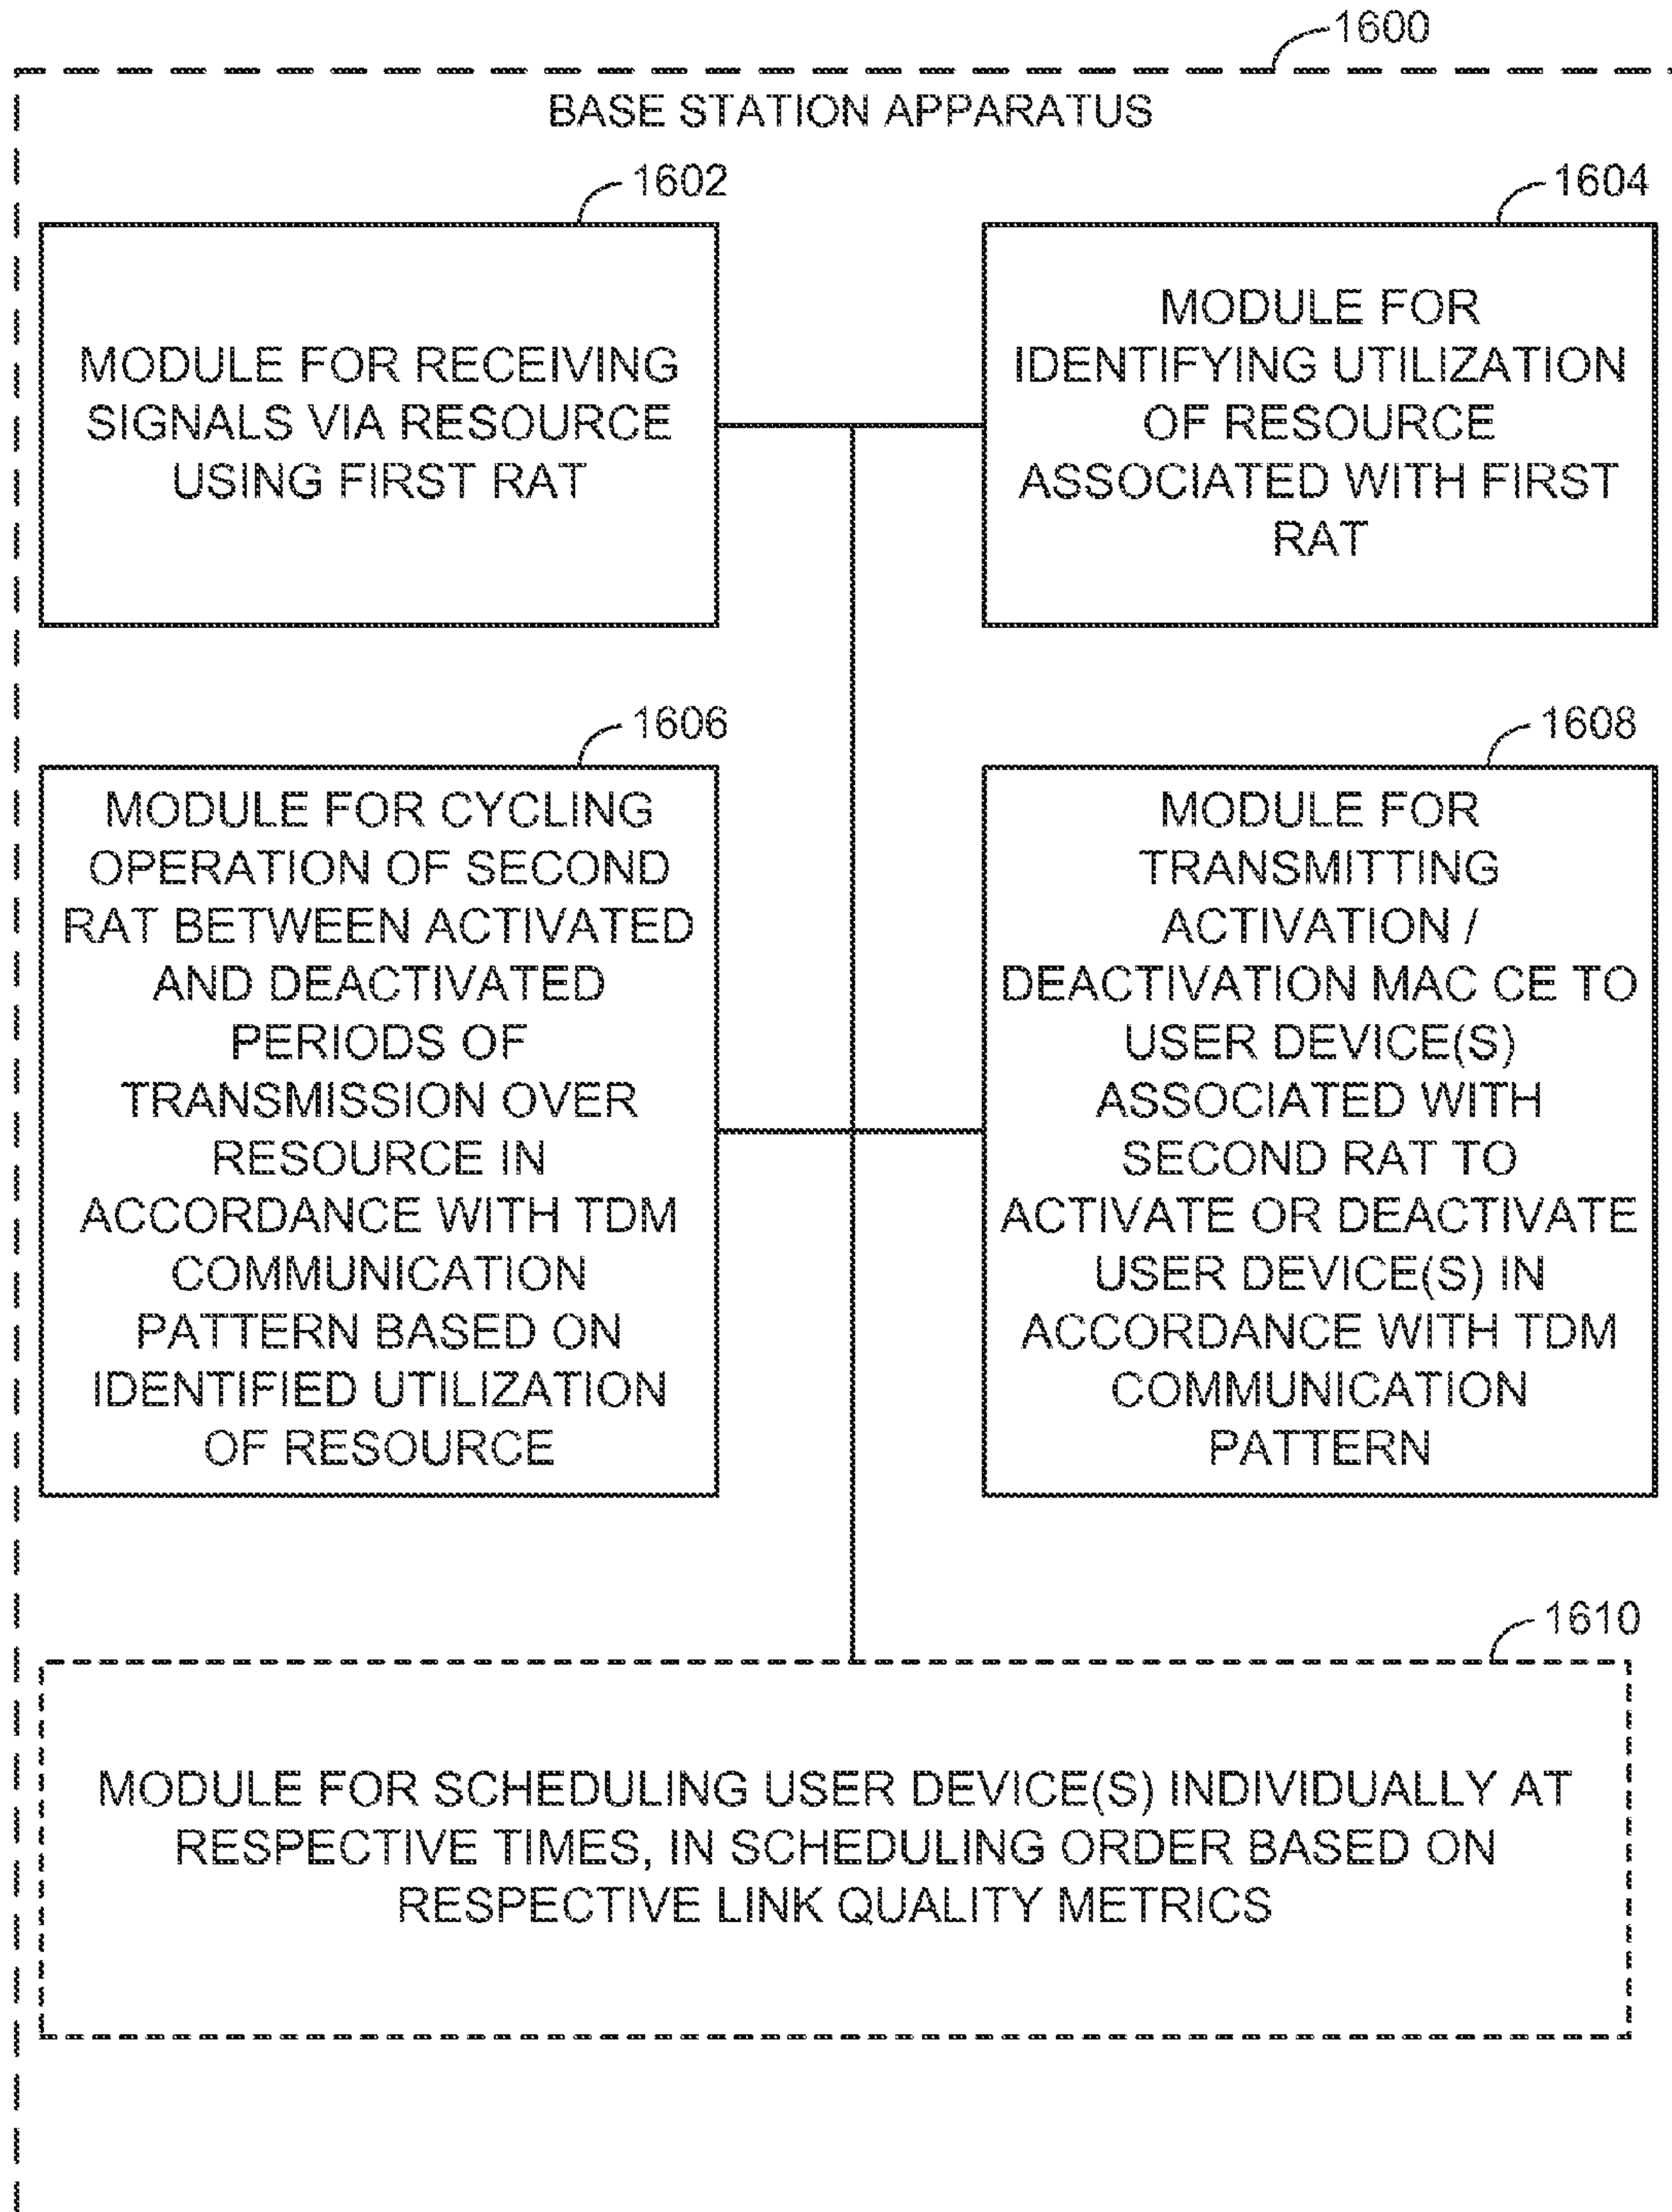 1600
BASE STATION APPARATUS
1602
MODULE FOR RECEIVING
SIGNALS VIA RESOURCE
USING FIRST RAT
1604
MODULE FOR
IDENTIFYING UTILIZATION
OF RESOURCE
ASSOCIATED WITH FIRST
RAT
1606
MODULE FOR CYCLING
OPERATION OF SECOND
RAT BETWEEN ACTIVATED
AND DEACTIVATED
PERIODS OF
TRANSMISSION OVER
RESOURCE IN
ACCORDANCE WITH TDM
COMMUNICATION
PATTERN BASED ON
IDENTIFIED UTILIZATION
OF RESOURCE
1608
MODULE FOR
TRANSMITTING
ACTIVATION /
DEACTIVATION MAC CE TO
USER DEVICE(S)
ASSOCIATED WITH
SECOND RAT TO
ACTIVATE OR DEACTIVATE
USER DEVICE(S) IN
ACCORDANCE WITH TDM
COMMUNICATION
PATTERN
1610
MODULE FOR SCHEDULING USER DEVICE(S) INDIVIDUALLY AT
RESPECTIVE TIMES, IN SCHEDULING ORDER BASED ON
RESPECTIVE LINK QUALITY METRICS